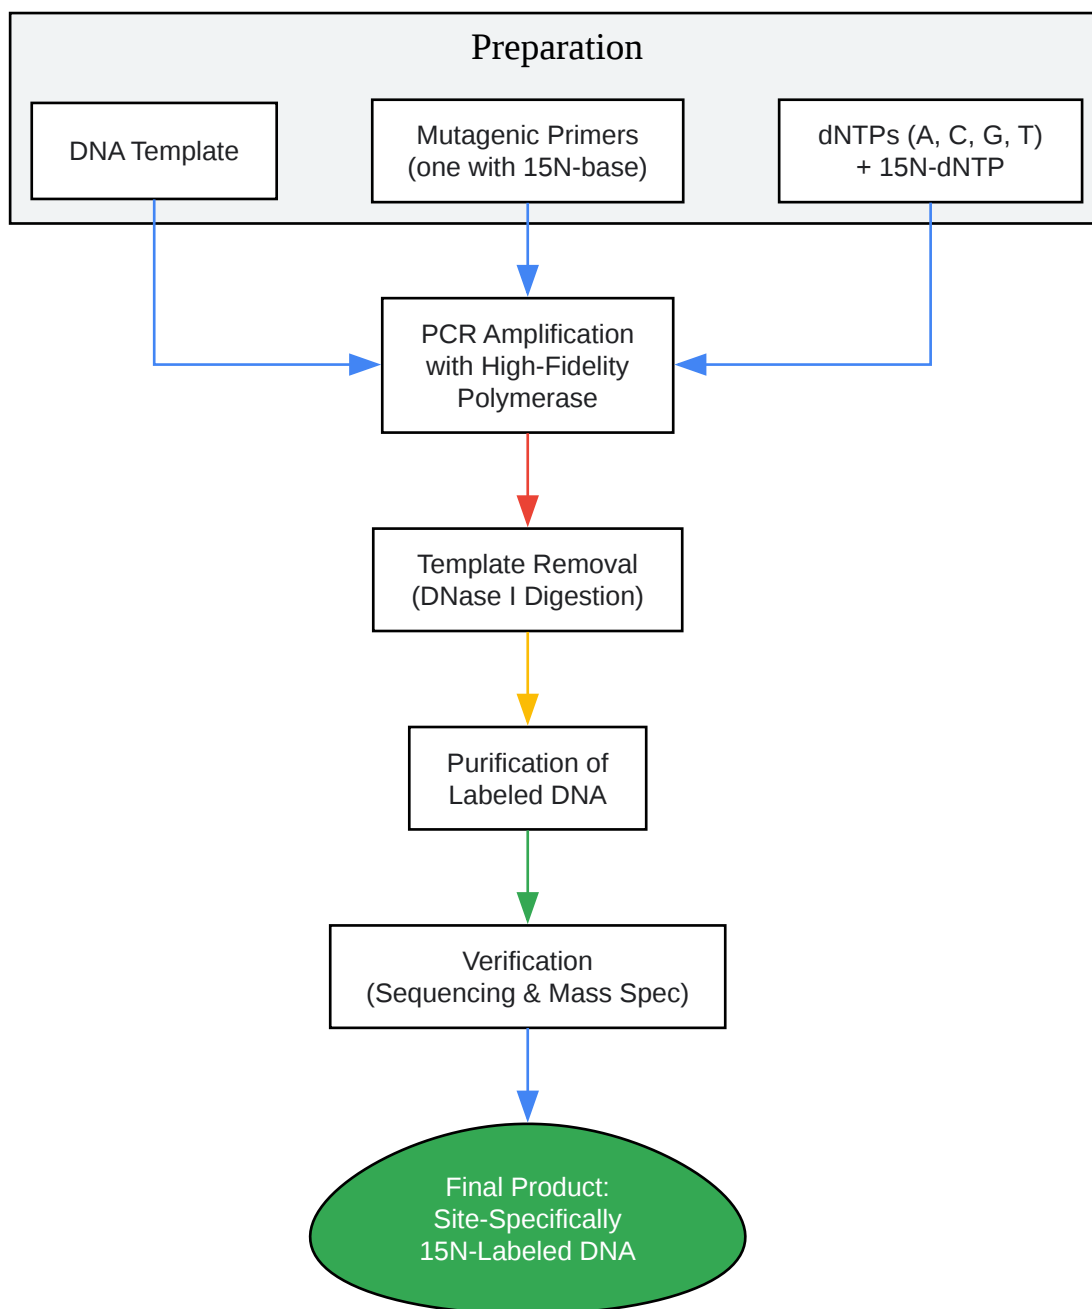 Preparation
DNA Template
Mutagenic Primers
(one with 15N-base)
dNTPs (A, C, G, T)
+ 15N-dNTP
PCR Amplification
with High-Fidelity
Polymerase
Template Removal
(DNase I Digestion)
Purification of
Labeled DNA
Verification
(Sequencing & Mass Spec)
Final Product:
Site-Specifically
15N-Labeled DNA